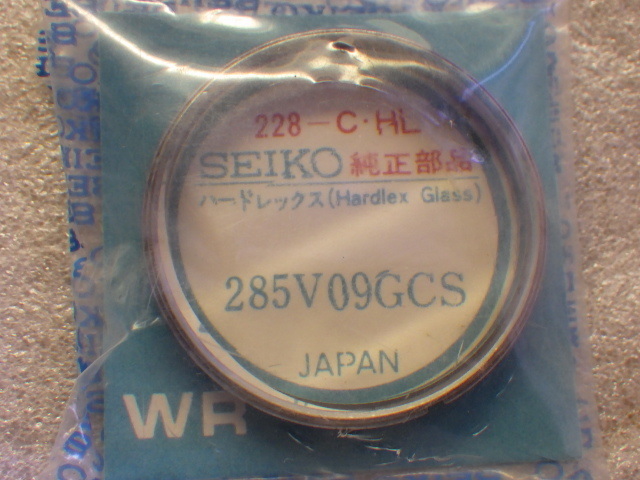 228-C·HL
SEIKO 純正部品
ハードレックス(Hardlex Glass)
285V09GCS
JAPAN
WR